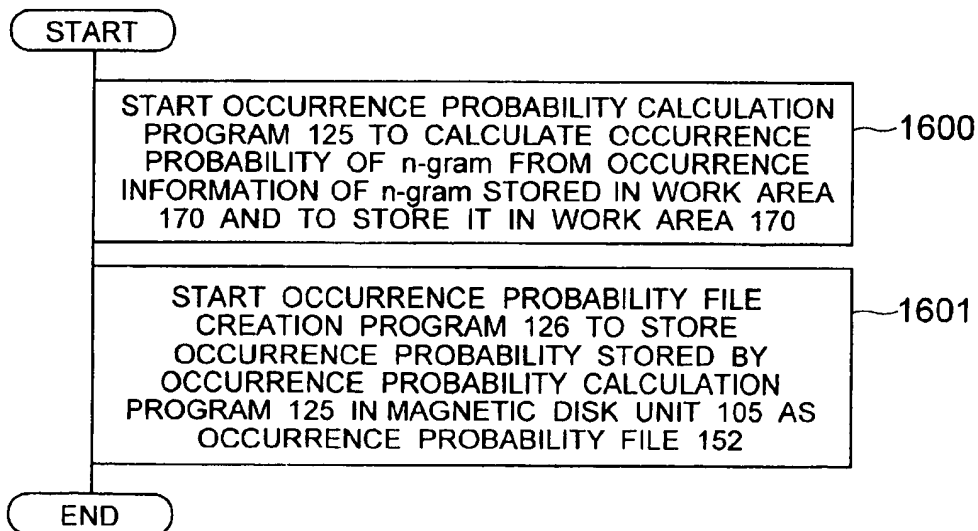 START
START OCCURRENCE PROBABILITY CALCULATION
PROGRAM 125 TO CALCULATE OCCURRENCE
PROBABILITY OF n-gram FROM OCCURRENCE
INFORMATION OF n-gram STORED IN WORK AREA
170 AND TO STORE IT IN WORK AREA 170
1600
START OCCURRENCE PROBABILITY FILE
CREATION PROGRAM 126 TO STORE
OCCURRENCE PROBABILITY STORED BY
OCCURRENCE PROBABILITY CALCULATION
PROGRAM 125 IN MAGNETIC DISK UNIT 105 AS
OCCURRENCE PROBABILITY FILE 152
1601
END